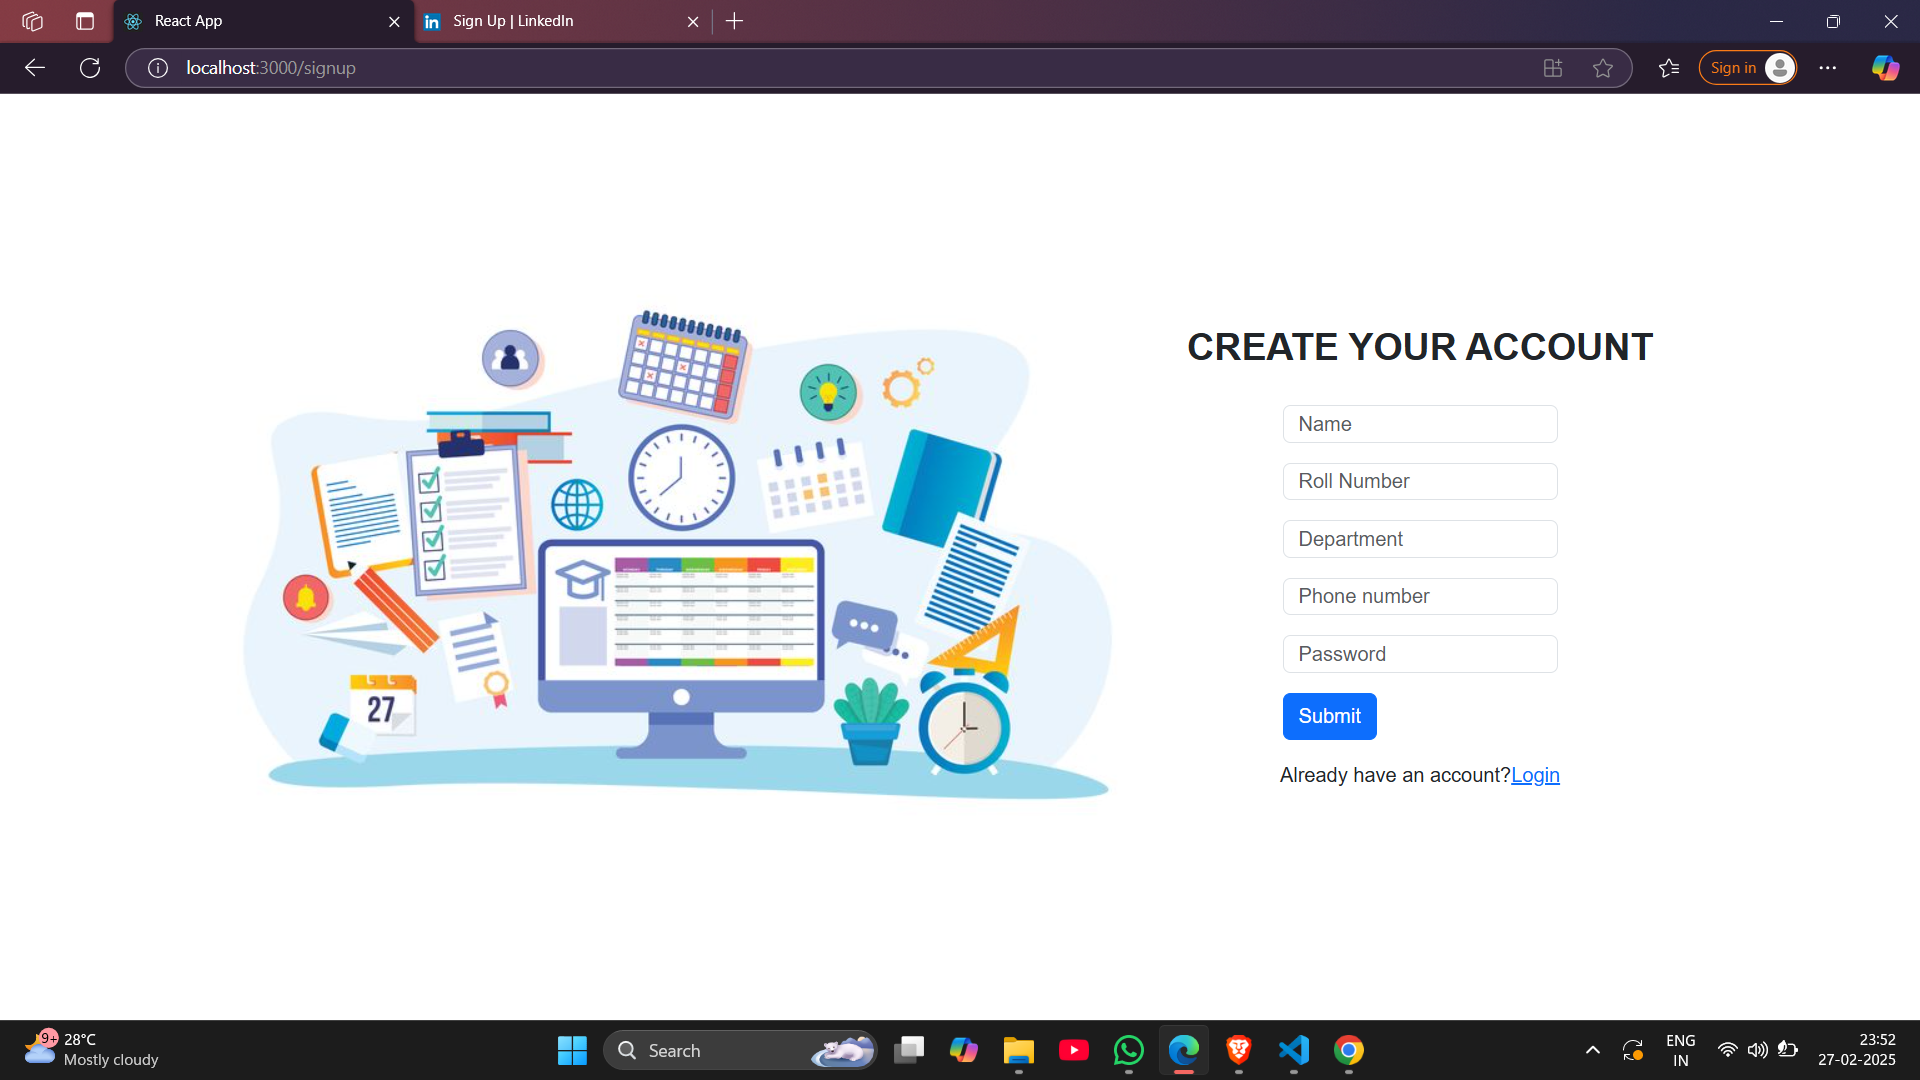 React App
Sign Up | LinkedIn
localhost:3000/signup
Sign in
CREATE YOUR ACCOUNT
Name
Roll Number
Department
Phone number
Password
Submit
Already have an account?Login
27
9+
28°C
Mostly cloudy
Search
ENG
IN
23:52
27-02-2025